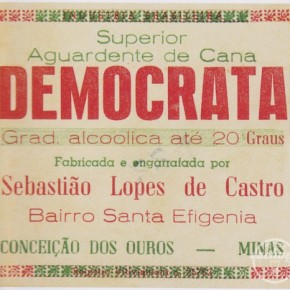 Superior
Aguardente de Cana
DEMOCRATA
Grad. alcoolica até 20 Graus
Fabricada e engarrafada por
Sebastião Lopes de Castro
Bairro Santa Efigenia
CONCEIÇÃO DOS OUROS — MINAS